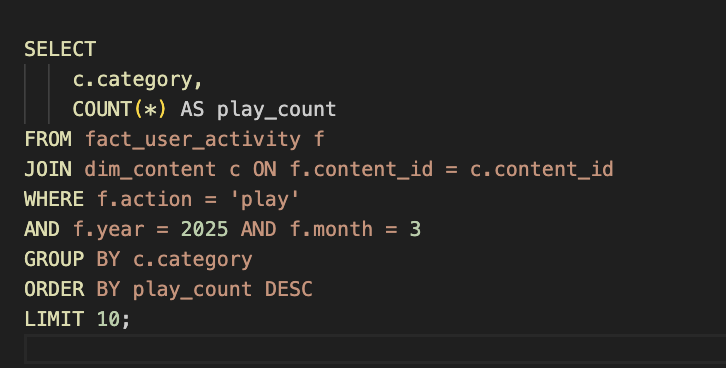 SELECT
c.category,
COUNT(*) AS play_count
FROM fact_user_activity f
JOIN dim_content c ON f.content_id = c.content_id
WHERE f.action = 'play'
AND f.year = 2025 AND f.month = 3
GROUP BY c.category
ORDER BY play_count DESC
LIMIT 10;